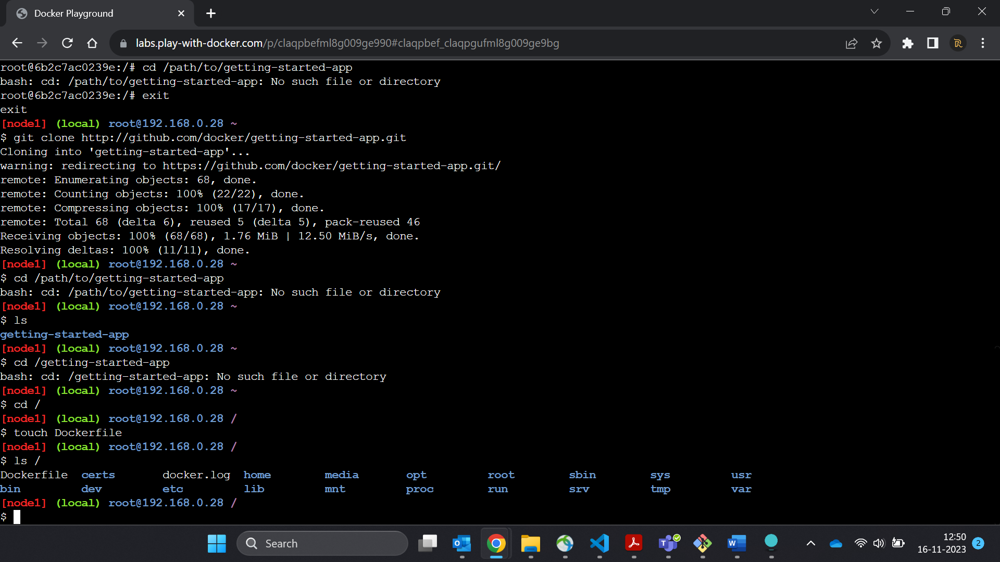 Docker Playground
labs.play-with-docker.com/p/claqpbefml8g009ge990#claqpbef_claqpgufml8g009ge9bg
root@6b2c7ac0239e:/# cd /path/to/getting-started-app
bash: cd: /path/to/getting-started-app: No such file or directory
root@6b2c7ac0239e:/# exit
exit
[node1] (local) root@192.168.0.28 ~
$ git clone http://github.com/docker/getting-started-app.git
Cloning into 'getting-started-app'...
warning: redirecting to https://github.com/docker/getting-started-app.git/
remote: Enumerating objects: 68, done.
remote: Counting objects: 100% (22/22), done.
remote: Compressing objects: 100% (17/17), done.
remote: Total 68 (delta 6), reused 5 (delta 5), pack-reused 46
Receiving objects: 100% (68/68), 1.76 MiB | 12.50 MiB/s, done.
Resolving deltas: 100% (11/11), done.
[node1] (local) root@192.168.0.28 ~
$ cd /path/to/getting-started-app
bash: cd: /path/to/getting-started-app: No such file or directory
[node1] (local) root@192.168.0.28 ~
$ ls
getting-started-app
[node1] (local) root@192.168.0.28 ~
$ cd /getting-started-app
bash: cd: /getting-started-app: No such file or directory
[node1] (local) root@192.168.0.28 ~
$ cd /
[node1] (local) root@192.168.0.28 /
$ touch Dockerfile
[node1] (local) root@192.168.0.28 /
$ ls /
Dockerfile certs docker.log home media opt root sbin sys usr
bin dev etc lib mnt proc run srv tmp var
[node1] (local) root@192.168.0.28 /
$
Search
12:50
16-11-2023
2